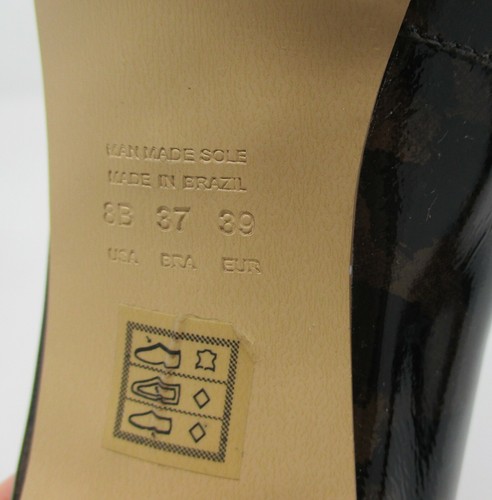 MAN MADE SOLE
MADE IN BRAZIL
8B 37 39
USA BRA EUR